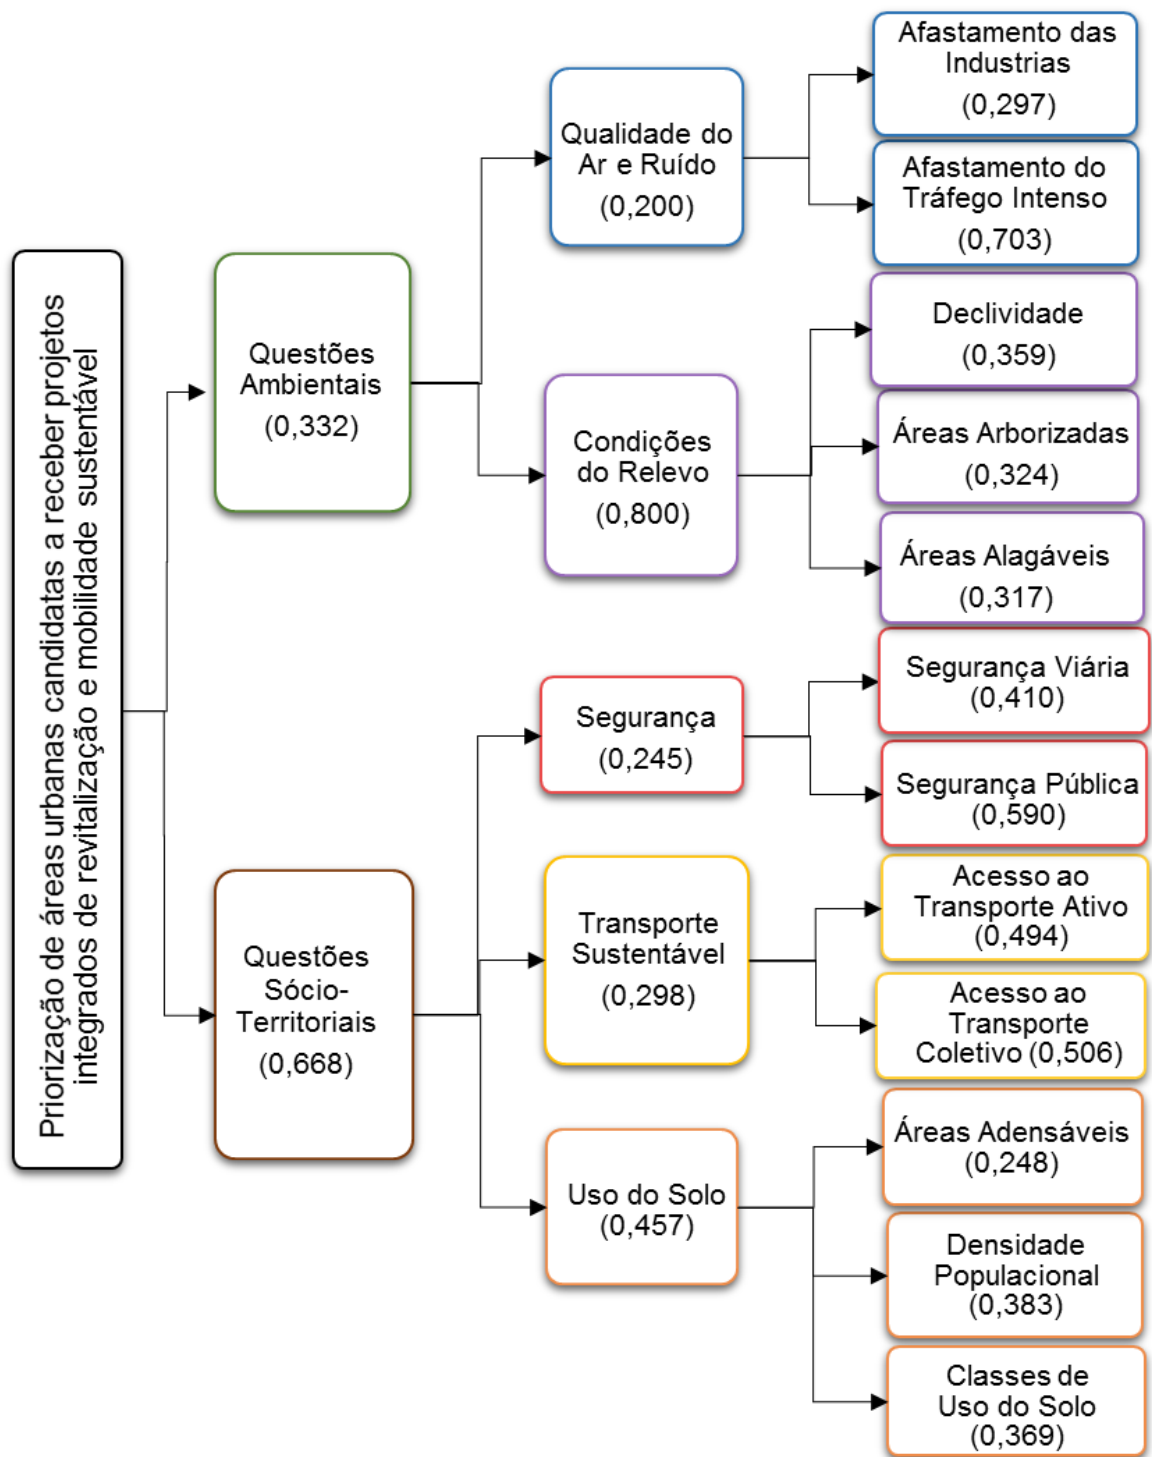 Priorização de áreas urbanas candidatas a receber projetos
integrados de revitalização e mobilidade sustentável
Questões
Ambientais
(0,332)
Qualidade do
Ar e Ruído
(0,200)
Afastamento das
Industrias
(0,297)
Afastamento do
Tráfego Intenso
(0,703)
Condições
do Relevo
(0,800)
Declividade
(0,359)
Áreas Arborizadas
(0,324)
Áreas Alagáveis
(0,317)
Questões
Sócio-
Territoriais
(0,668)
Segurança
(0,245)
Segurança Viária
(0,410)
Segurança Pública
(0,590)
Transporte
Sustentável
(0,298)
Acesso ao
Transporte Ativo
(0,494)
Acesso ao
Transporte
Coletivo (0,506)
Uso do Solo
(0,457)
Áreas Adensáveis
(0,248)
Densidade
Populacional
(0,383)
Classes de
Uso do Solo
(0,369)